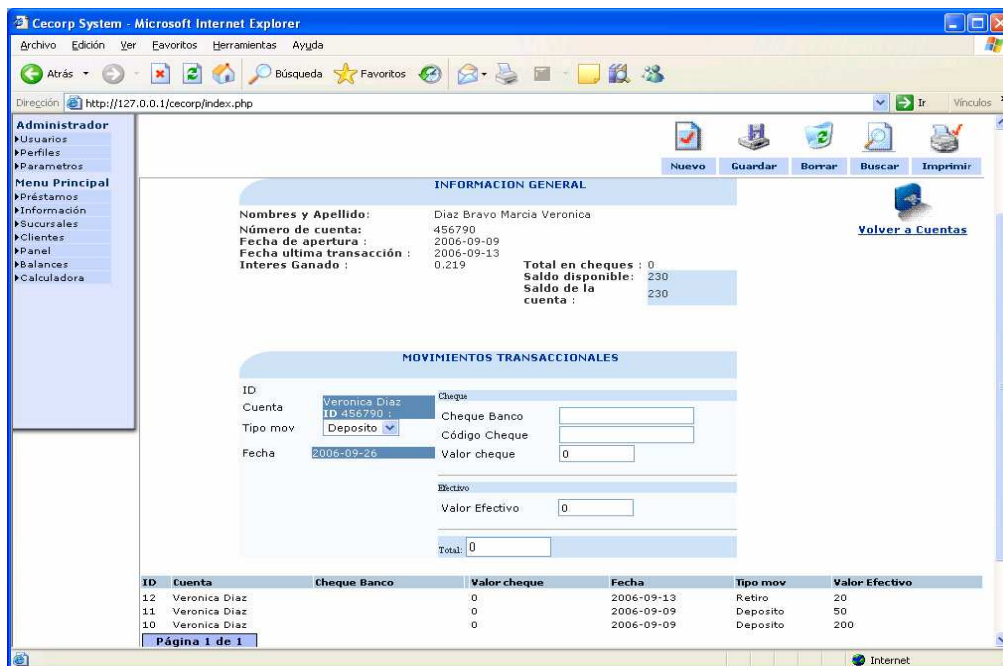 Cecorp System - Microsoft Internet Explorer
Archivo Edición Ver Favoritos Herramientas Ayuda
Atrás Búsqueda Favoritos
Dirección http://127.0.0.1/cecorp/index.php Ir Vínculos
Administrador
Usuarios
Perfiles
Parametros
Menu Principal
Préstamos
Información
Sucursales
Clientes
Panel
Balances
Calculadora
Nuevo Guardar Borrar Buscar Imprimir
Volver a Cuentas
INFORMACION GENERAL
Nombres y Apellido: Diaz Bravo Marcia Veronica
Número de cuenta: 456790
Fecha de apertura : 2006-09-09
Fecha ultima transacción : 2006-09-13
Interes Ganado : 0.219 Total en cheques : 0
Saldo disponible: 230
Saldo de la
cuenta : 230
MOVIMIENTOS TRANSACCIONALES
ID
Cuenta Veronica Diaz
ID 456790 :
Tipo mov Deposito
Fecha 2006-09-26
Cheque
Cheque Banco
Código Cheque
Valor cheque 0
Efectivo
Valor Efectivo 0
Total: 0
ID Cuenta Cheque Banco Valor cheque Fecha Tipo mov Valor Efectivo
12 Veronica Diaz 0 2006-09-13 Retiro 20
11 Veronica Diaz 0 2006-09-09 Deposito 50
10 Veronica Diaz 0 2006-09-09 Deposito 200
Página 1 de 1
Internet